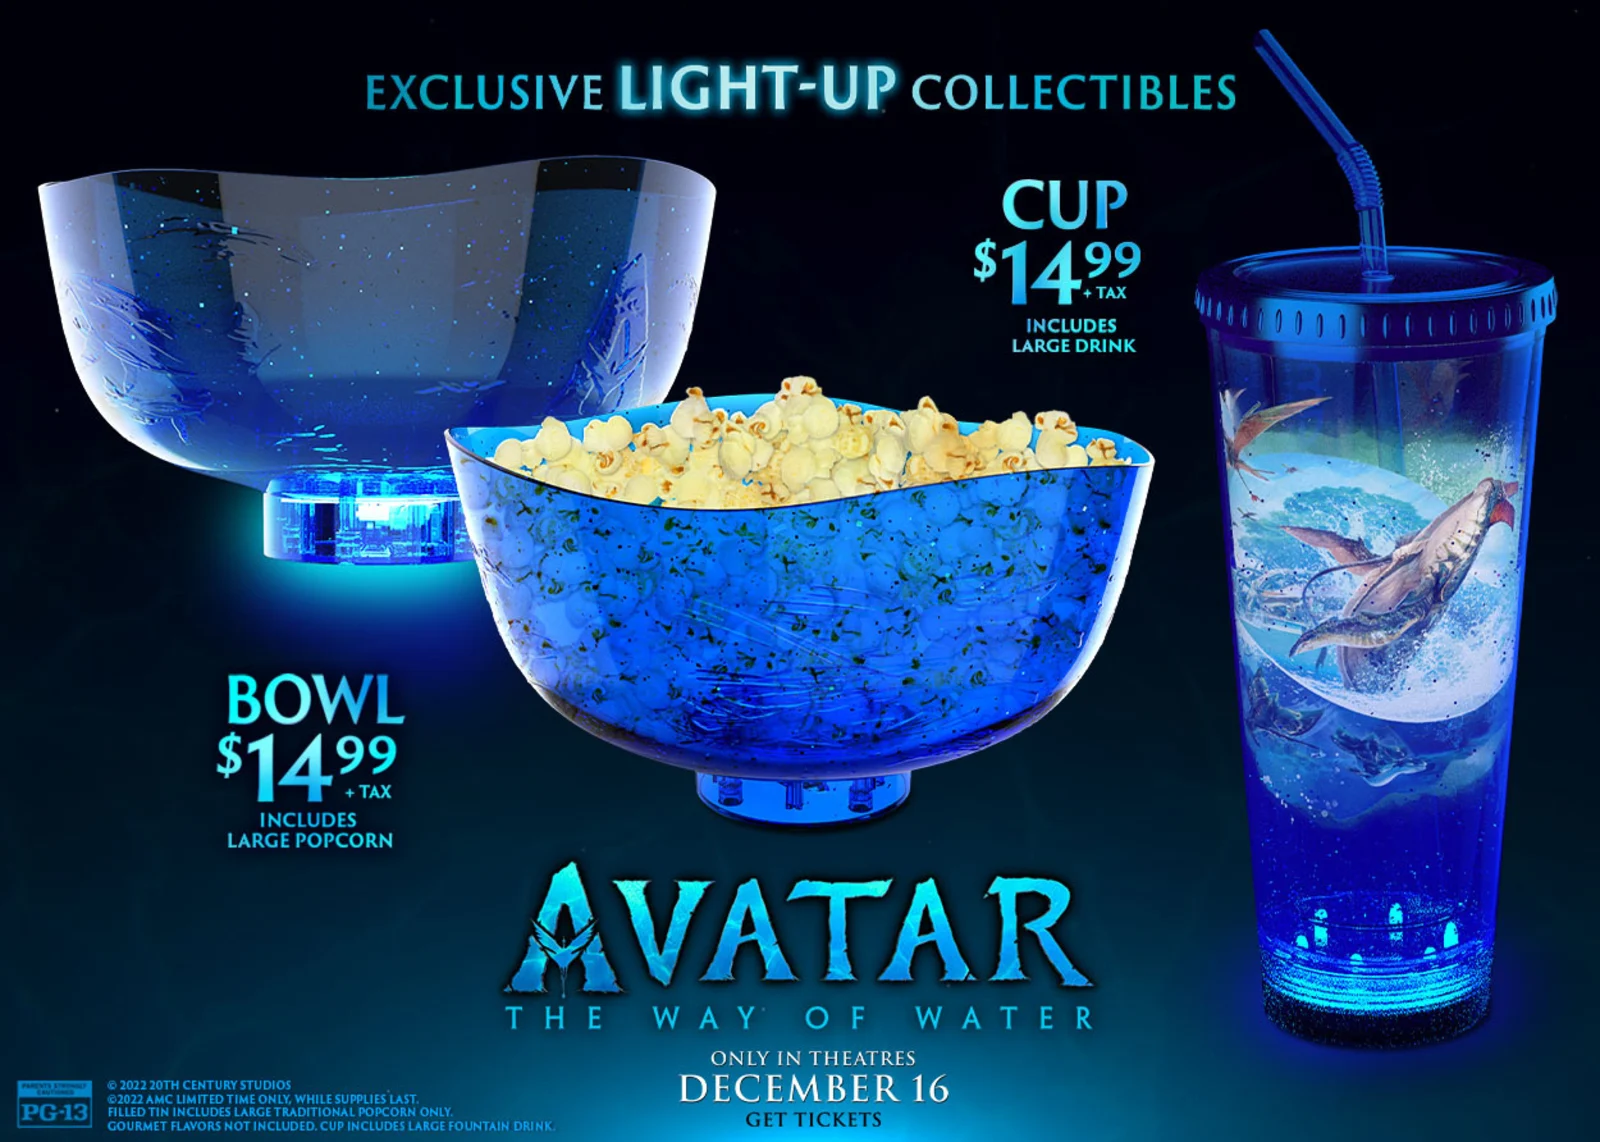 EXCLUSIVE LIGHT-UP COLLECTIBLES
CUP
$14.99
+ TAX
INCLUDES
LARGE DRINK
BOWL
$14.99
+ TAX
INCLUDES
LARGE POPCORN
AVATAR
THE WAY OF WATER
ONLY IN THEATRES
DECEMBER 16
GET TICKETS
PARENTS STRONGLY
CAUTIONED
PG-13
© 2022 20TH CENTURY STUDIOS
©2022 AMC LIMITED TIME ONLY, WHILE SUPPLIES LAST.
FILLED TIN INCLUDES LARGE TRADITIONAL POPCORN ONLY.
GOURMET FLAVORS NOT INCLUDED. CUP INCLUDES LARGE FOUNTAIN DRINK.